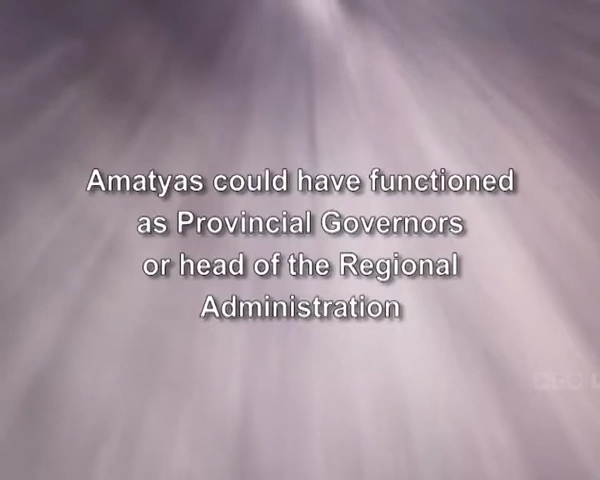 Amatyas could have functioned
as Provincial Governors
or head of the Regional
Administration